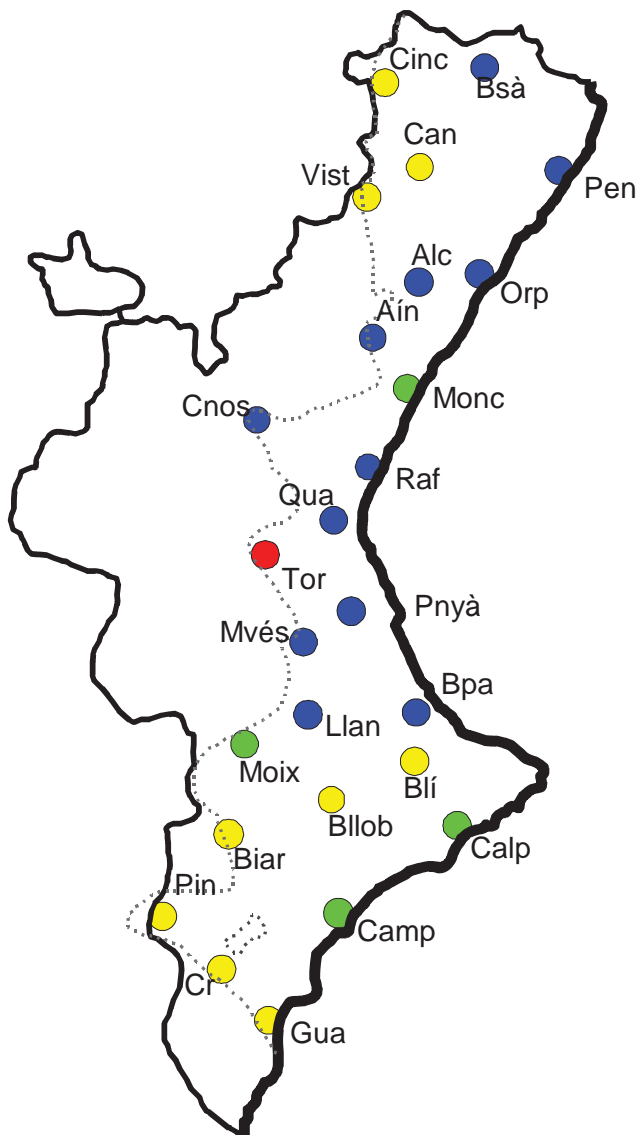 Cinc
Bsà
Can
Vist
Pen
Alc
Orp
Aín
Monc
Cnos
Raf
Qua
Tor
Pnyà
Mvés
Bpa
Llan
Moix
Blí
Bllob
Calp
Biar
Pin
Camp
Cr
Gua